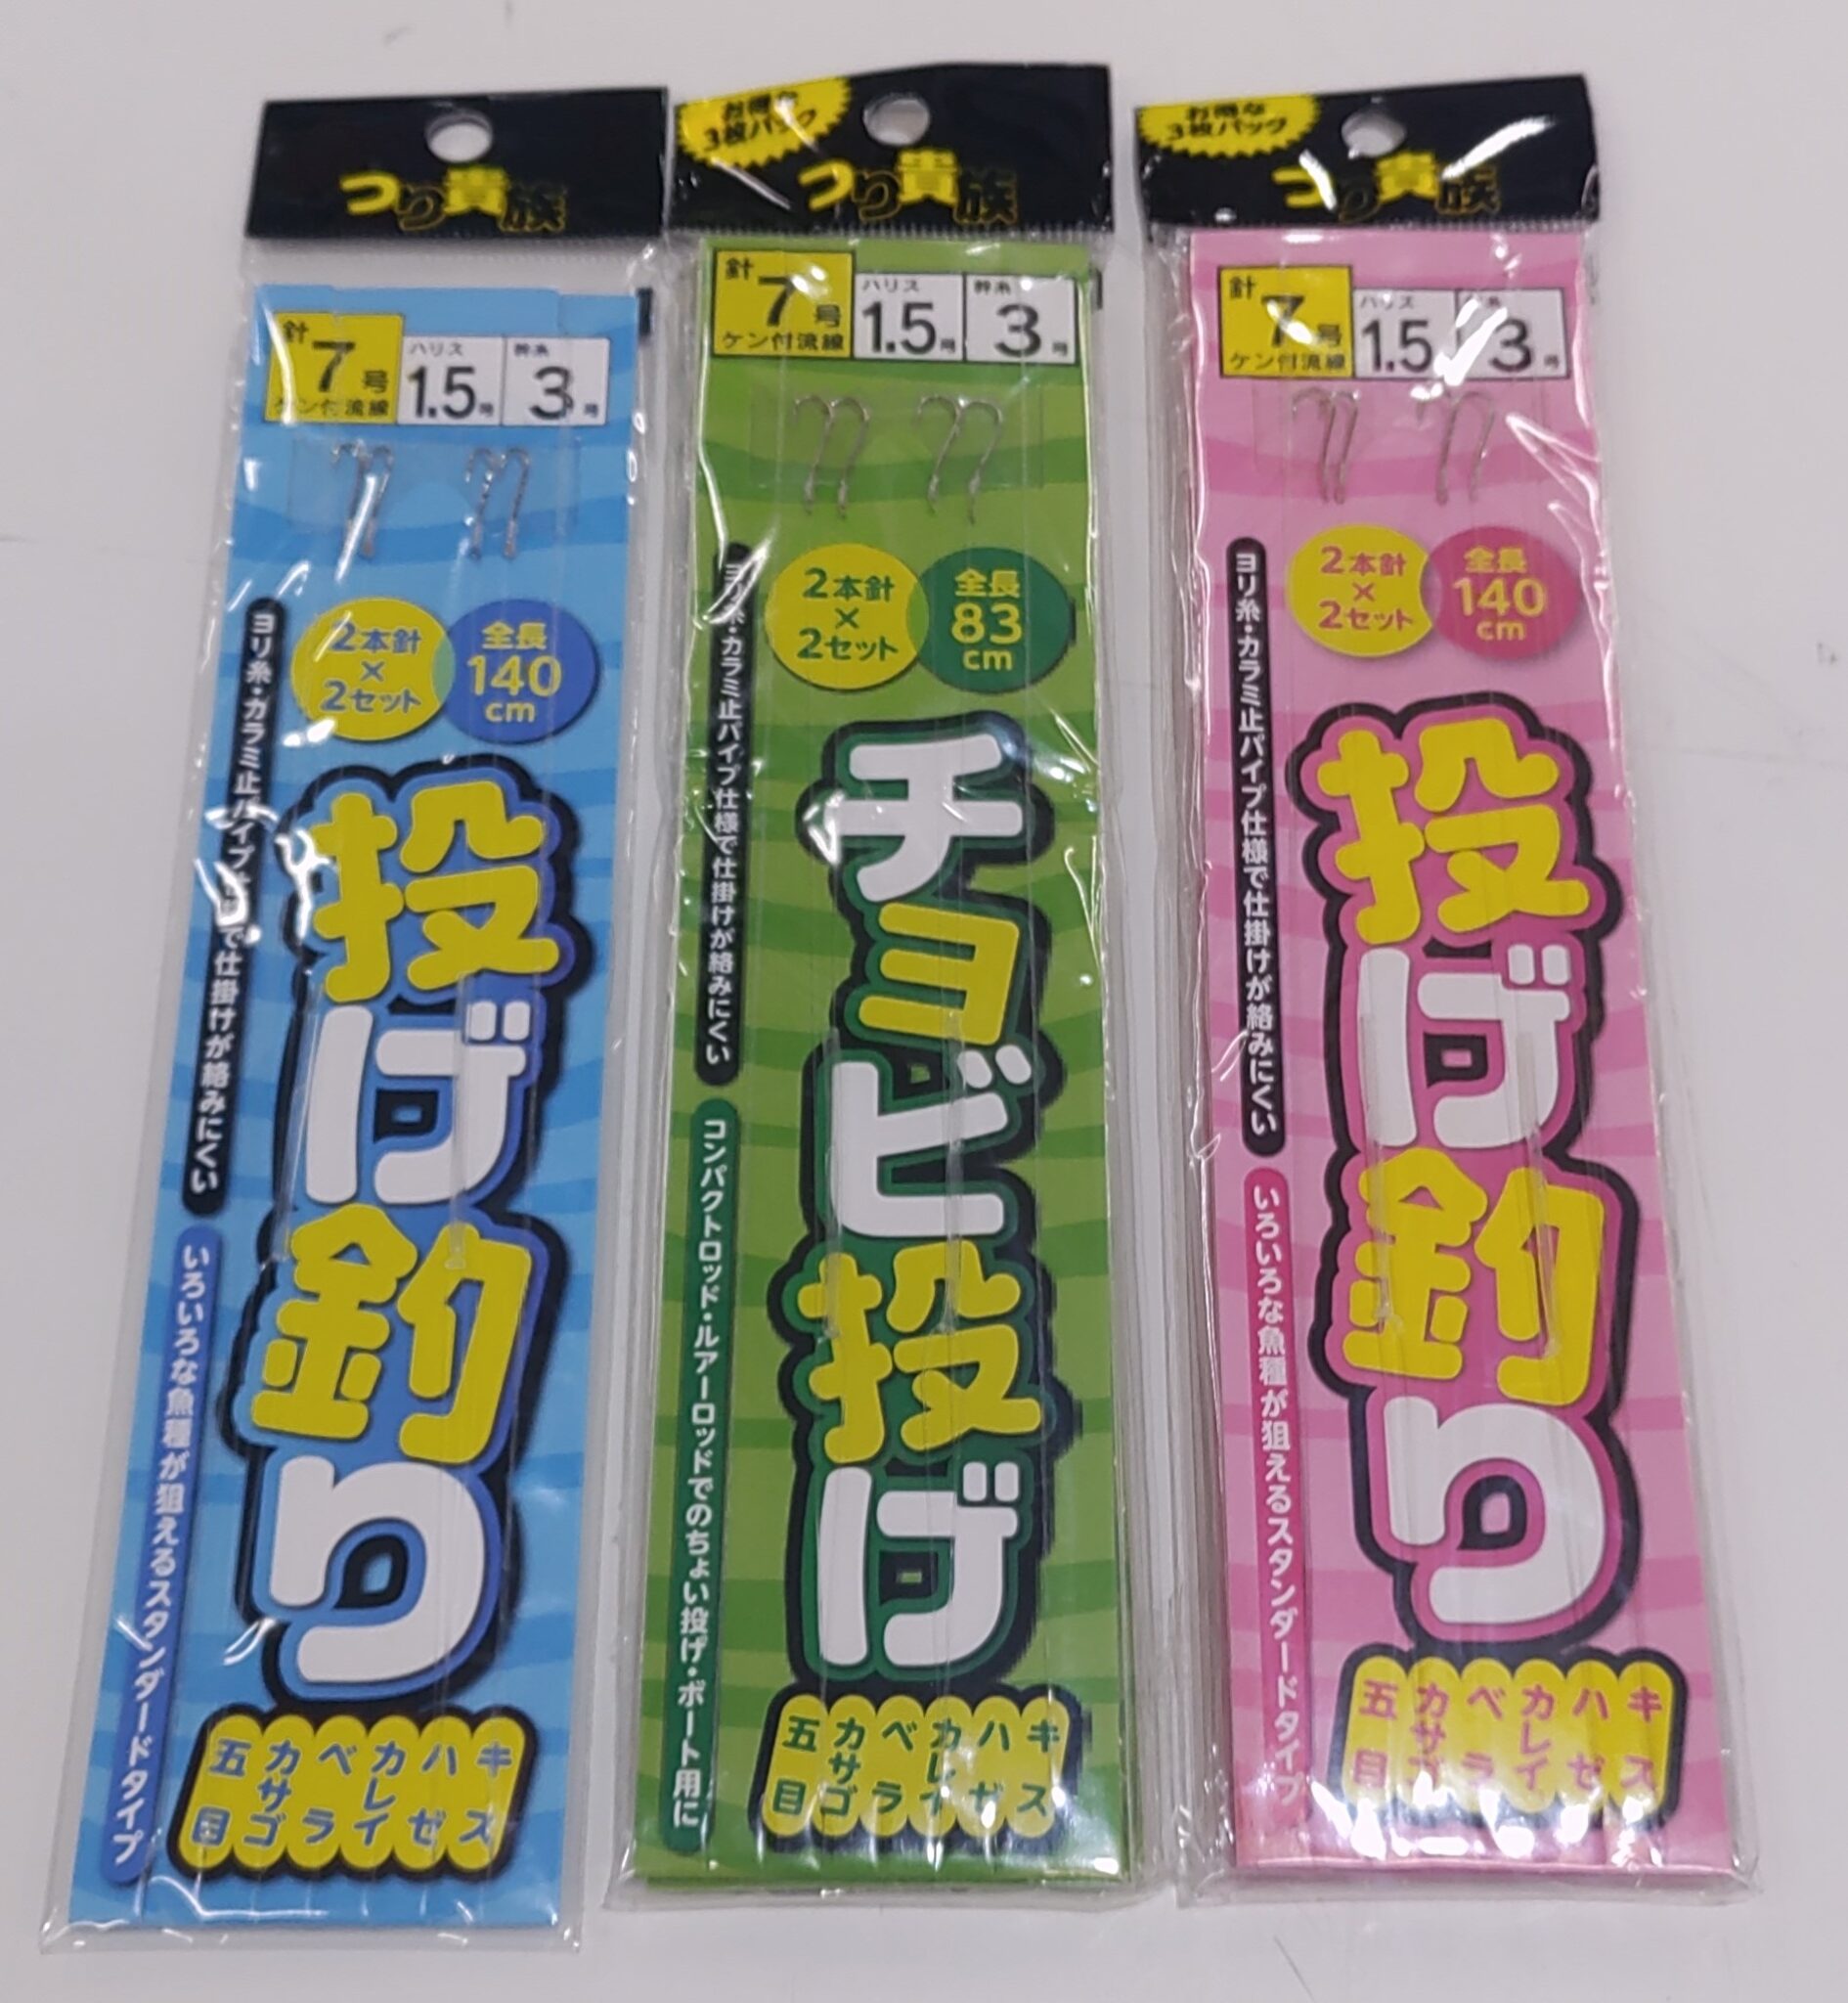 つり貴族
針
7号
ケン付流線
ハリス
1.5号
幹糸
3号
2本針
×
2セット
全長
140
cm
ヨリ糸・カラミ止パイプ
で仕掛けが絡みにくい
いろいろな魚種が狙えるスタンダードタイプ
投げ釣り
キス
ハゼ
カレイ
ベラ
カサゴ
五目
お得な
3枚パック
つり貴族
針
7号
ケン付流線
ハリス
1.5号
幹糸
3号
2本針
×
2セット
全長
83
cm
ヨリ糸・カラミ止パイプ仕様で仕掛けが絡みにくい
コンパクトロッド・ルアーロッドでのちょい投げ・ボート用に
チョビ投げ
キス
ハゼ
カレイ
ベラ
カサゴ
五目
お得な
3枚パック
つり貴族
針
7号
ケン付流線
ハリス
1.5
糸
3号
2本針
×
2セット
全長
140
cm
ヨリ糸・カラミ止パイプ仕様で仕掛けが絡みにくい
いろいろな魚種が狙えるスタンダードタイプ
投げ釣り
キス
ハゼ
カレイ
ベラ
カサゴ
五目